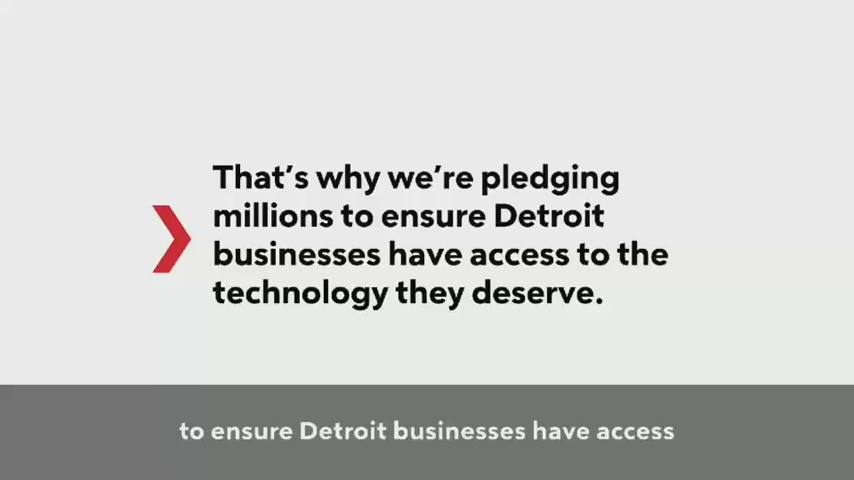 That’s why we’re pledging
millions to ensure Detroit
businesses have access to the
technology they deserve.
to ensure Detroit businesses have access